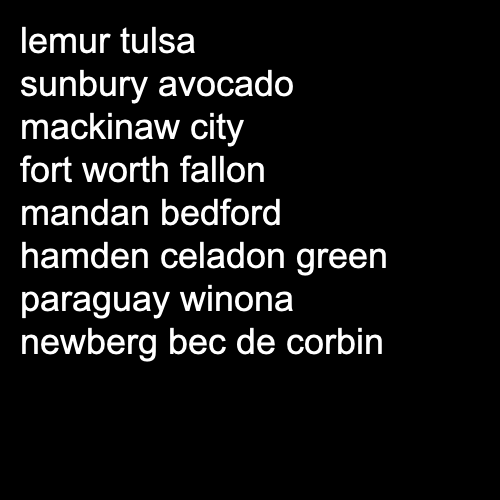 lemur tulsa
sunbury avocado
mackinaw city
fort worth fallon
mandan bedford
hamden celadon green
paraguay winona
newberg bec de corbin